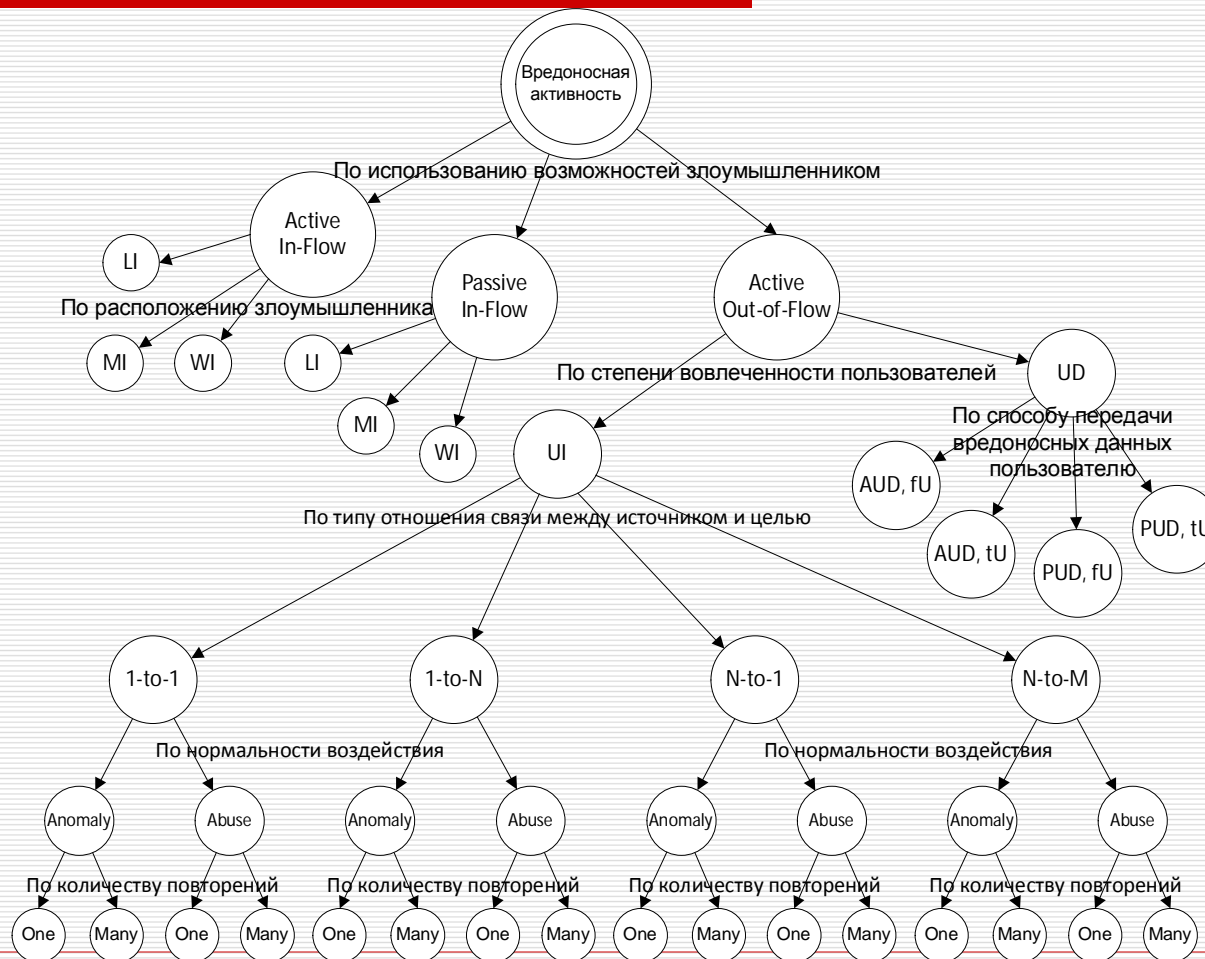 Вредоносная
активность
По использованию возможностей злоумышленником
Active
In-Flow
LI
Passive
In-Flow
Active
Out-of-Flow
По расположению злоумышленника
MI
WI
LI
MI
WI
По степени вовлеченности пользователей
UD
UI
По способу передачи
вредоносных данных
пользователю
AUD, fU
AUD, tU
PUD, fU
PUD, tU
По типу отношения связи между источником и целью
1-to-1
1-to-N
N-to-1
N-to-M
По нормальности воздействия
По нормальности воздействия
Anomaly
Abuse
Anomaly
Abuse
Anomaly
Abuse
Anomaly
Abuse
По количеству повторений
По количеству повторений
По количеству повторений
По количеству повторений
One
Many
One
Many
One
Many
One
Many
One
Many
One
Many
One
Many
One
Many